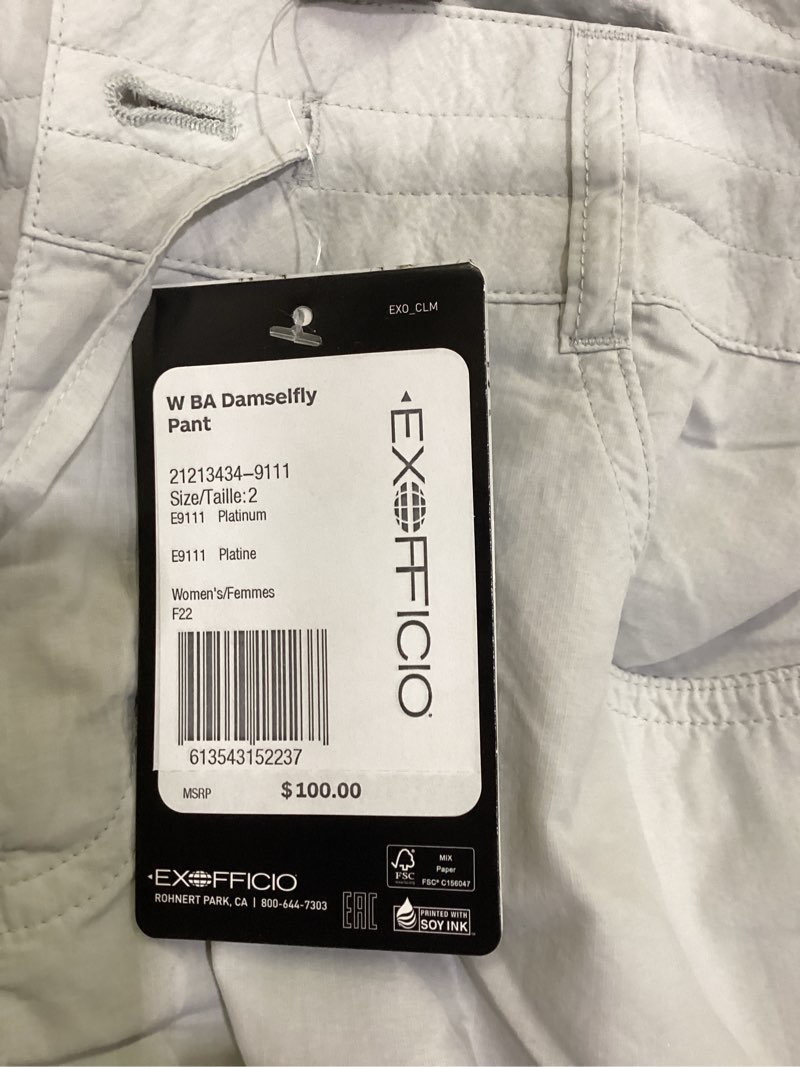 EXO_CLM
W BA Damselfly
Pant
21213434-9111
Size/Taille: 2
E9111 Platinum
E9111 Platine
Women's/Femmes
F22
613543152237
MSRP $100.00
EXOFFICIO
EXOFFICIO
ROHNERT PARK, CA | 800-644-7303
EAC
FSC
MIX
Paper
FSC® C156047
PRINTED WITH
SOY INK